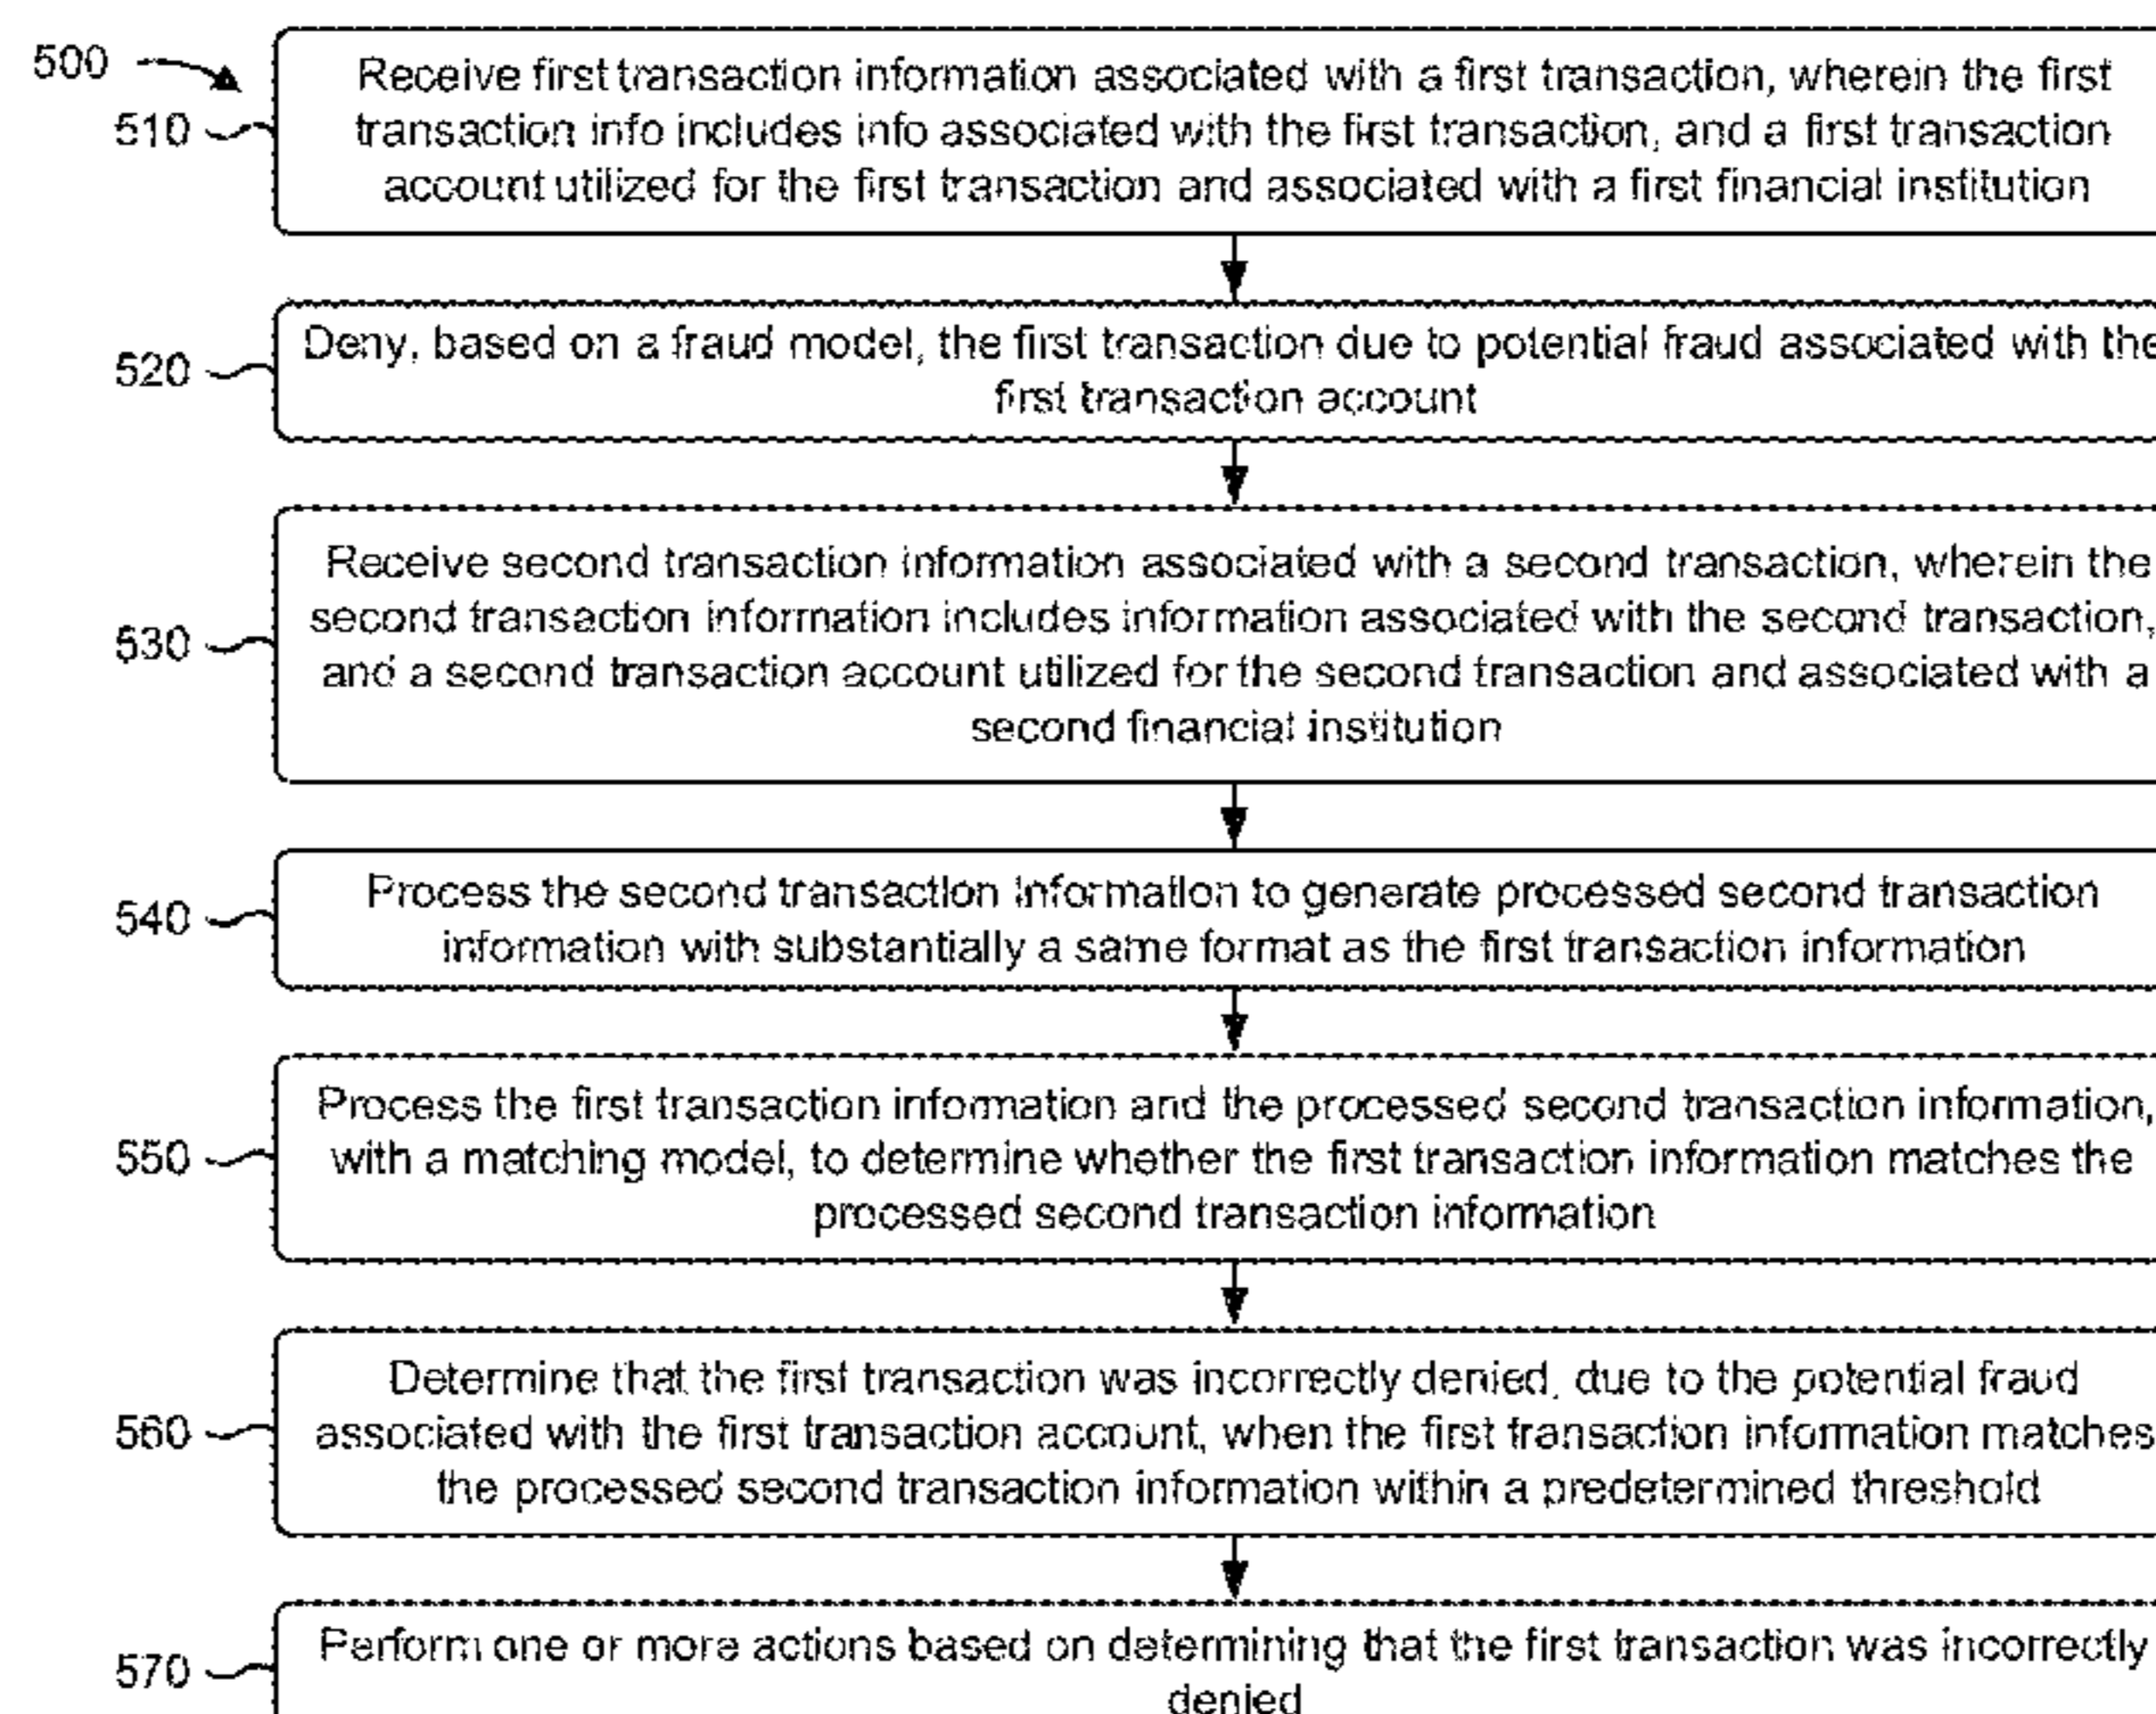 500
510
Receive first transaction information associated with a first transaction, wherein the first
transaction info includes info associated with the first transaction, and a first transaction
account utilized for the first transaction and associated with a first financial institution
520
Deny, based on a fraud model, the first transaction due to potential fraud associated with the
first transaction account
530
Receive second transaction information associated with a second transaction, wherein the
second transaction information includes information associated with the second transaction,
and a second transaction account utilized for the second transaction and associated with a
second financial institution
540
Process the second transaction information to generate processed second transaction
information with substantially a same format as the first transaction information
550
Process the first transaction information and the processed second transaction information,
with a matching model, to determine whether the first transaction information matches the
processed second transaction information
560
Determine that the first transaction was incorrectly denied, due to the potential fraud
associated with the first transaction account, when the first transaction information matches
the processed second transaction information within a predetermined threshold
570
Perform one or more actions based on determining that the first transaction was incorrectly
denied